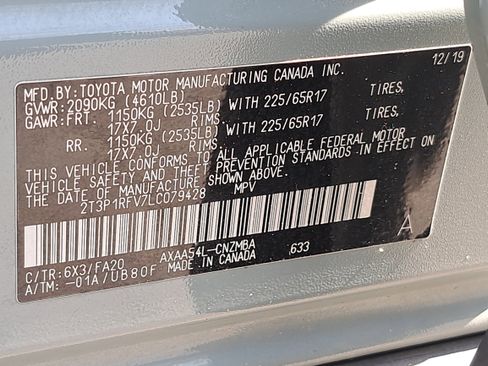 MFD.BY:TOYOTA MOTOR MANUFACTURING CANADA INC. 12/19
GVWR:2090KG (4610LB)
GAWR:FRT. 1150KG (2535LB) WITH 225/65R17 TIRES,
17X7.0J RIMS.
RR. 1150KG (2535LB) WITH 225/65R17 TIRES,
17X7.0J RIMS.
THIS VEHICLE CONFORMS TO ALL APPLICABLE FEDERAL MOTOR
VEHICLE SAFETY AND THEFT PREVENTION STANDARDS IN EFFECT ON
THE DATE OF MANUFACTURE SHOWN ABOVE.
2T3P1RFV7LC079428 MPV
A
C/TR:6X3/FA20 AXAA54L-CNZMBA 633
A/TM:-01A/UB80F MADE IN CANADA